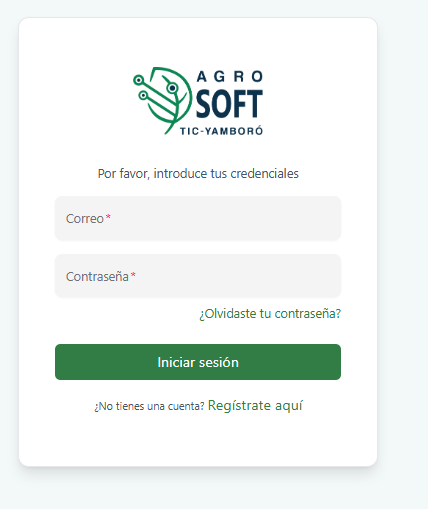 AGRO
SOFT
TIC-YAMBORÓ
Por favor, introduce tus credenciales
Correo*
Contraseña*
¿Olvidaste tu contraseña?
Iniciar sesión
¿No tienes una cuenta? Regístrate aquí